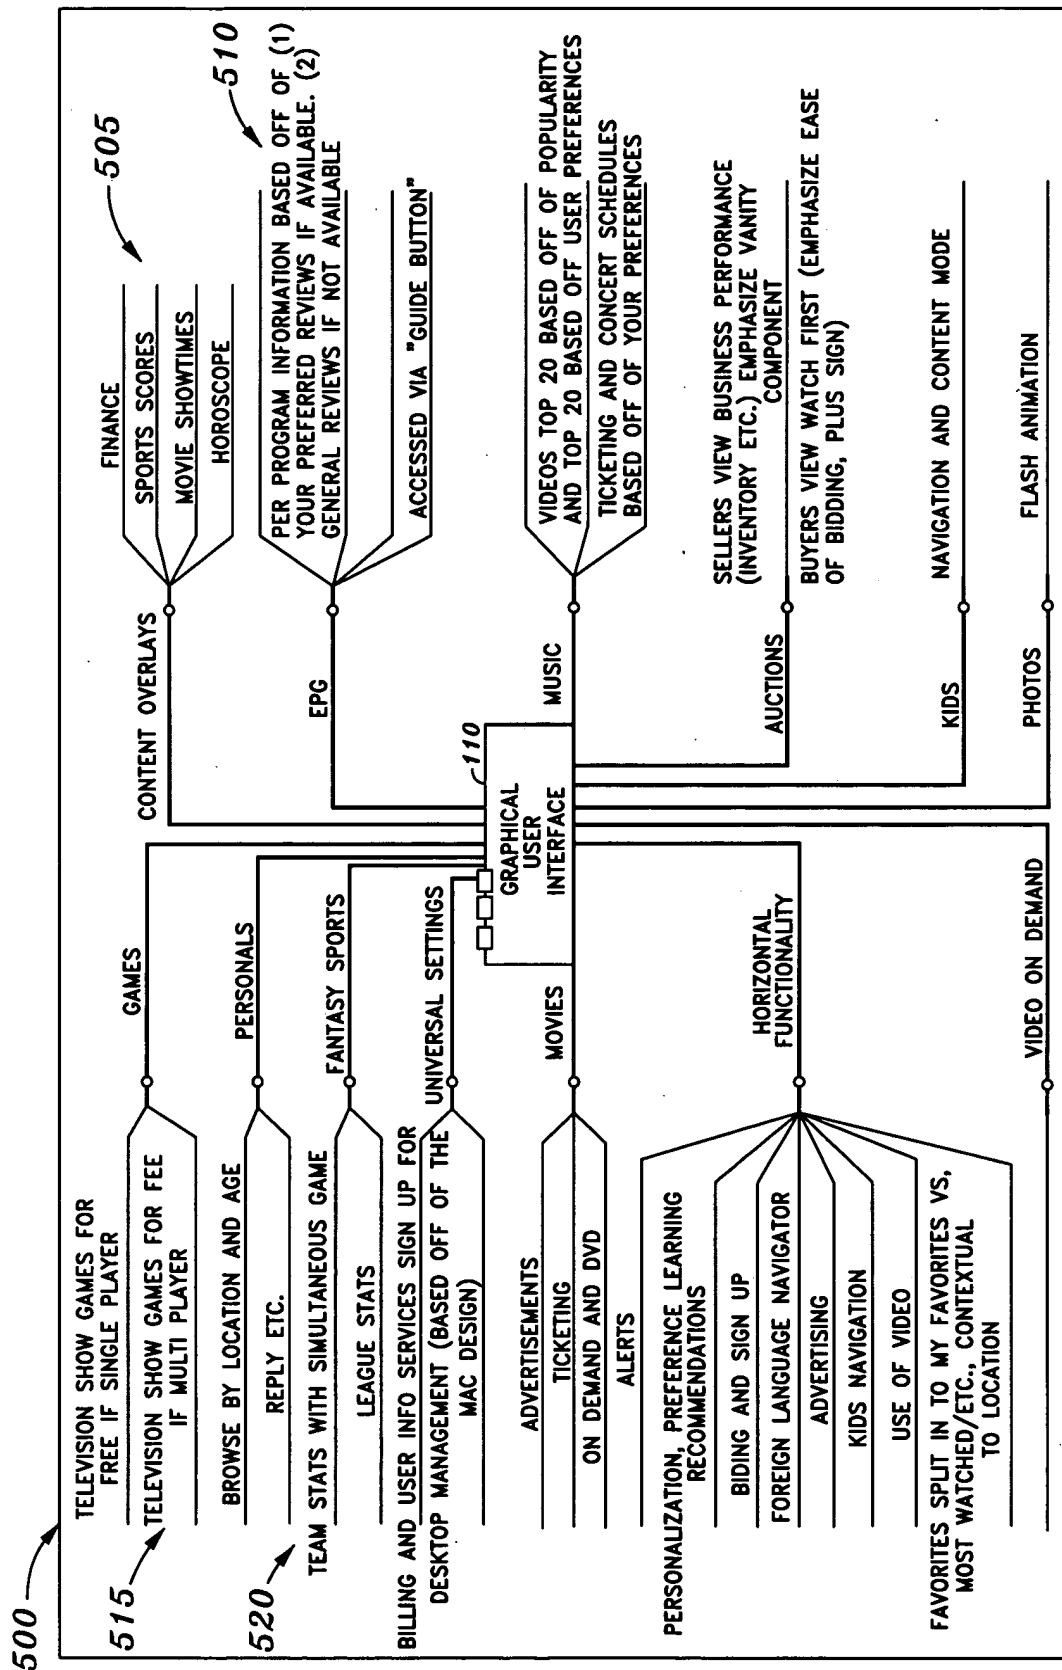 500
TELEVISION SHOW GAMES FOR
FREE IF SINGLE PLAYER
515
TELEVISION SHOW GAMES FOR FEE
IF MULTI PLAYER
GAMES
BROWSE BY LOCATION AND AGE
REPLY ETC.
PERSONALS
520
TEAM STATS WITH SIMULTANEOUS GAME
LEAGUE STATS
FANTASY SPORTS
BILLING AND USER INFO SERVICES SIGN UP FOR
DESKTOP MANAGEMENT (BASED OFF OF THE
MAC DESIGN)
UNIVERSAL SETTINGS
ADVERTISEMENTS
TICKETING
ON DEMAND AND DVD
MOVIES
ALERTS
PERSONALIZATION, PREFERENCE LEARNING
RECOMMENDATIONS
BIDING AND SIGN UP
FOREIGN LANGUAGE NAVIGATOR
ADVERTISING
KIDS NAVIGATION
USE OF VIDEO
FAVORITES SPLIT IN TO MY FAVORITES VS,
MOST WATCHED/ETC., CONTEXTUAL
TO LOCATION
HORIZONTAL
FUNCTIONALITY
VIDEO ON DEMAND
110
GRAPHICAL
USER
INTERFACE
CONTENT OVERLAYS
505
FINANCE
SPORTS SCORES
MOVIE SHOWTIMES
HOROSCOPE
EPG
510
PER PROGRAM INFORMATION BASED OFF OF (1)
YOUR PREFERRED REVIEWS IF AVAILABLE. (2)
GENERAL REVIEWS IF NOT AVAILABLE
ACCESSED VIA "GUIDE BUTTON"
MUSIC
VIDEOS TOP 20 BASED OFF OF POPULARITY
AND TOP 20 BASED OFF USER PREFERENCES
TICKETING AND CONCERT SCHEDULES
BASED OFF OF YOUR PREFERENCES
AUCTIONS
SELLERS VIEW BUSINESS PERFORMANCE
(INVENTORY ETC.) EMPHASIZE VANITY
COMPONENT
BUYERS VIEW WATCH FIRST (EMPHASIZE EASE
OF BIDDING, PLUS SIGN)
KIDS
NAVIGATION AND CONTENT MODE
PHOTOS
FLASH ANIMATION